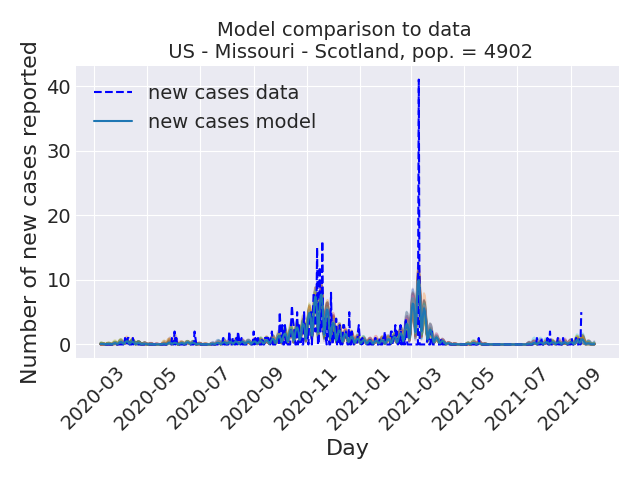 Model comparison to data
US - Missouri - Scotland, pop. = 4902
Number of new cases reported
40
30
20
10
0
new cases data
new cases model
2020-03
2020-05
2020-07
2020-09
2020-11
2021-01
2021-03
2021-05
2021-07
2021-09
Day